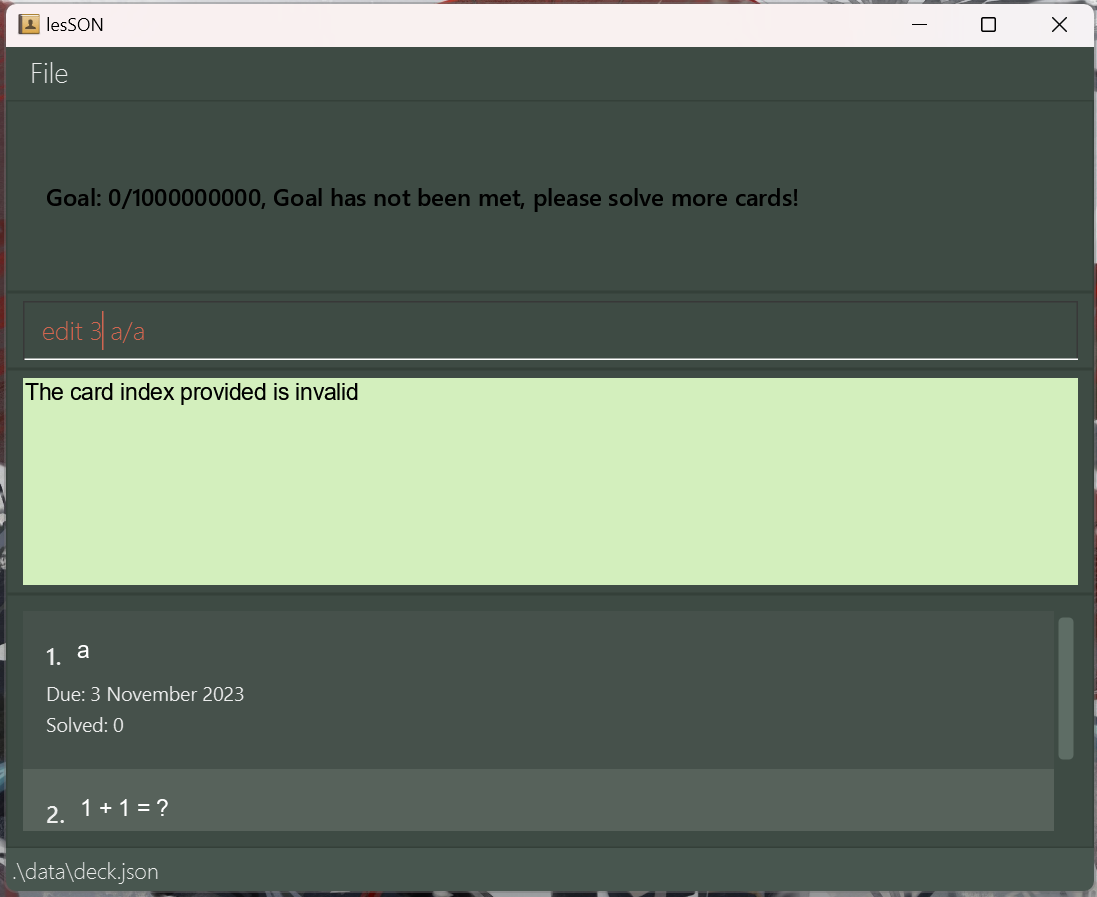 lesSON
File
Goal: 0/1000000000, Goal has not been met, please solve more cards!
edit 3 a/a
The card index provided is invalid
1. a
Due: 3 November 2023
Solved: 0
2. 1 + 1 = ?
.\data\deck.json